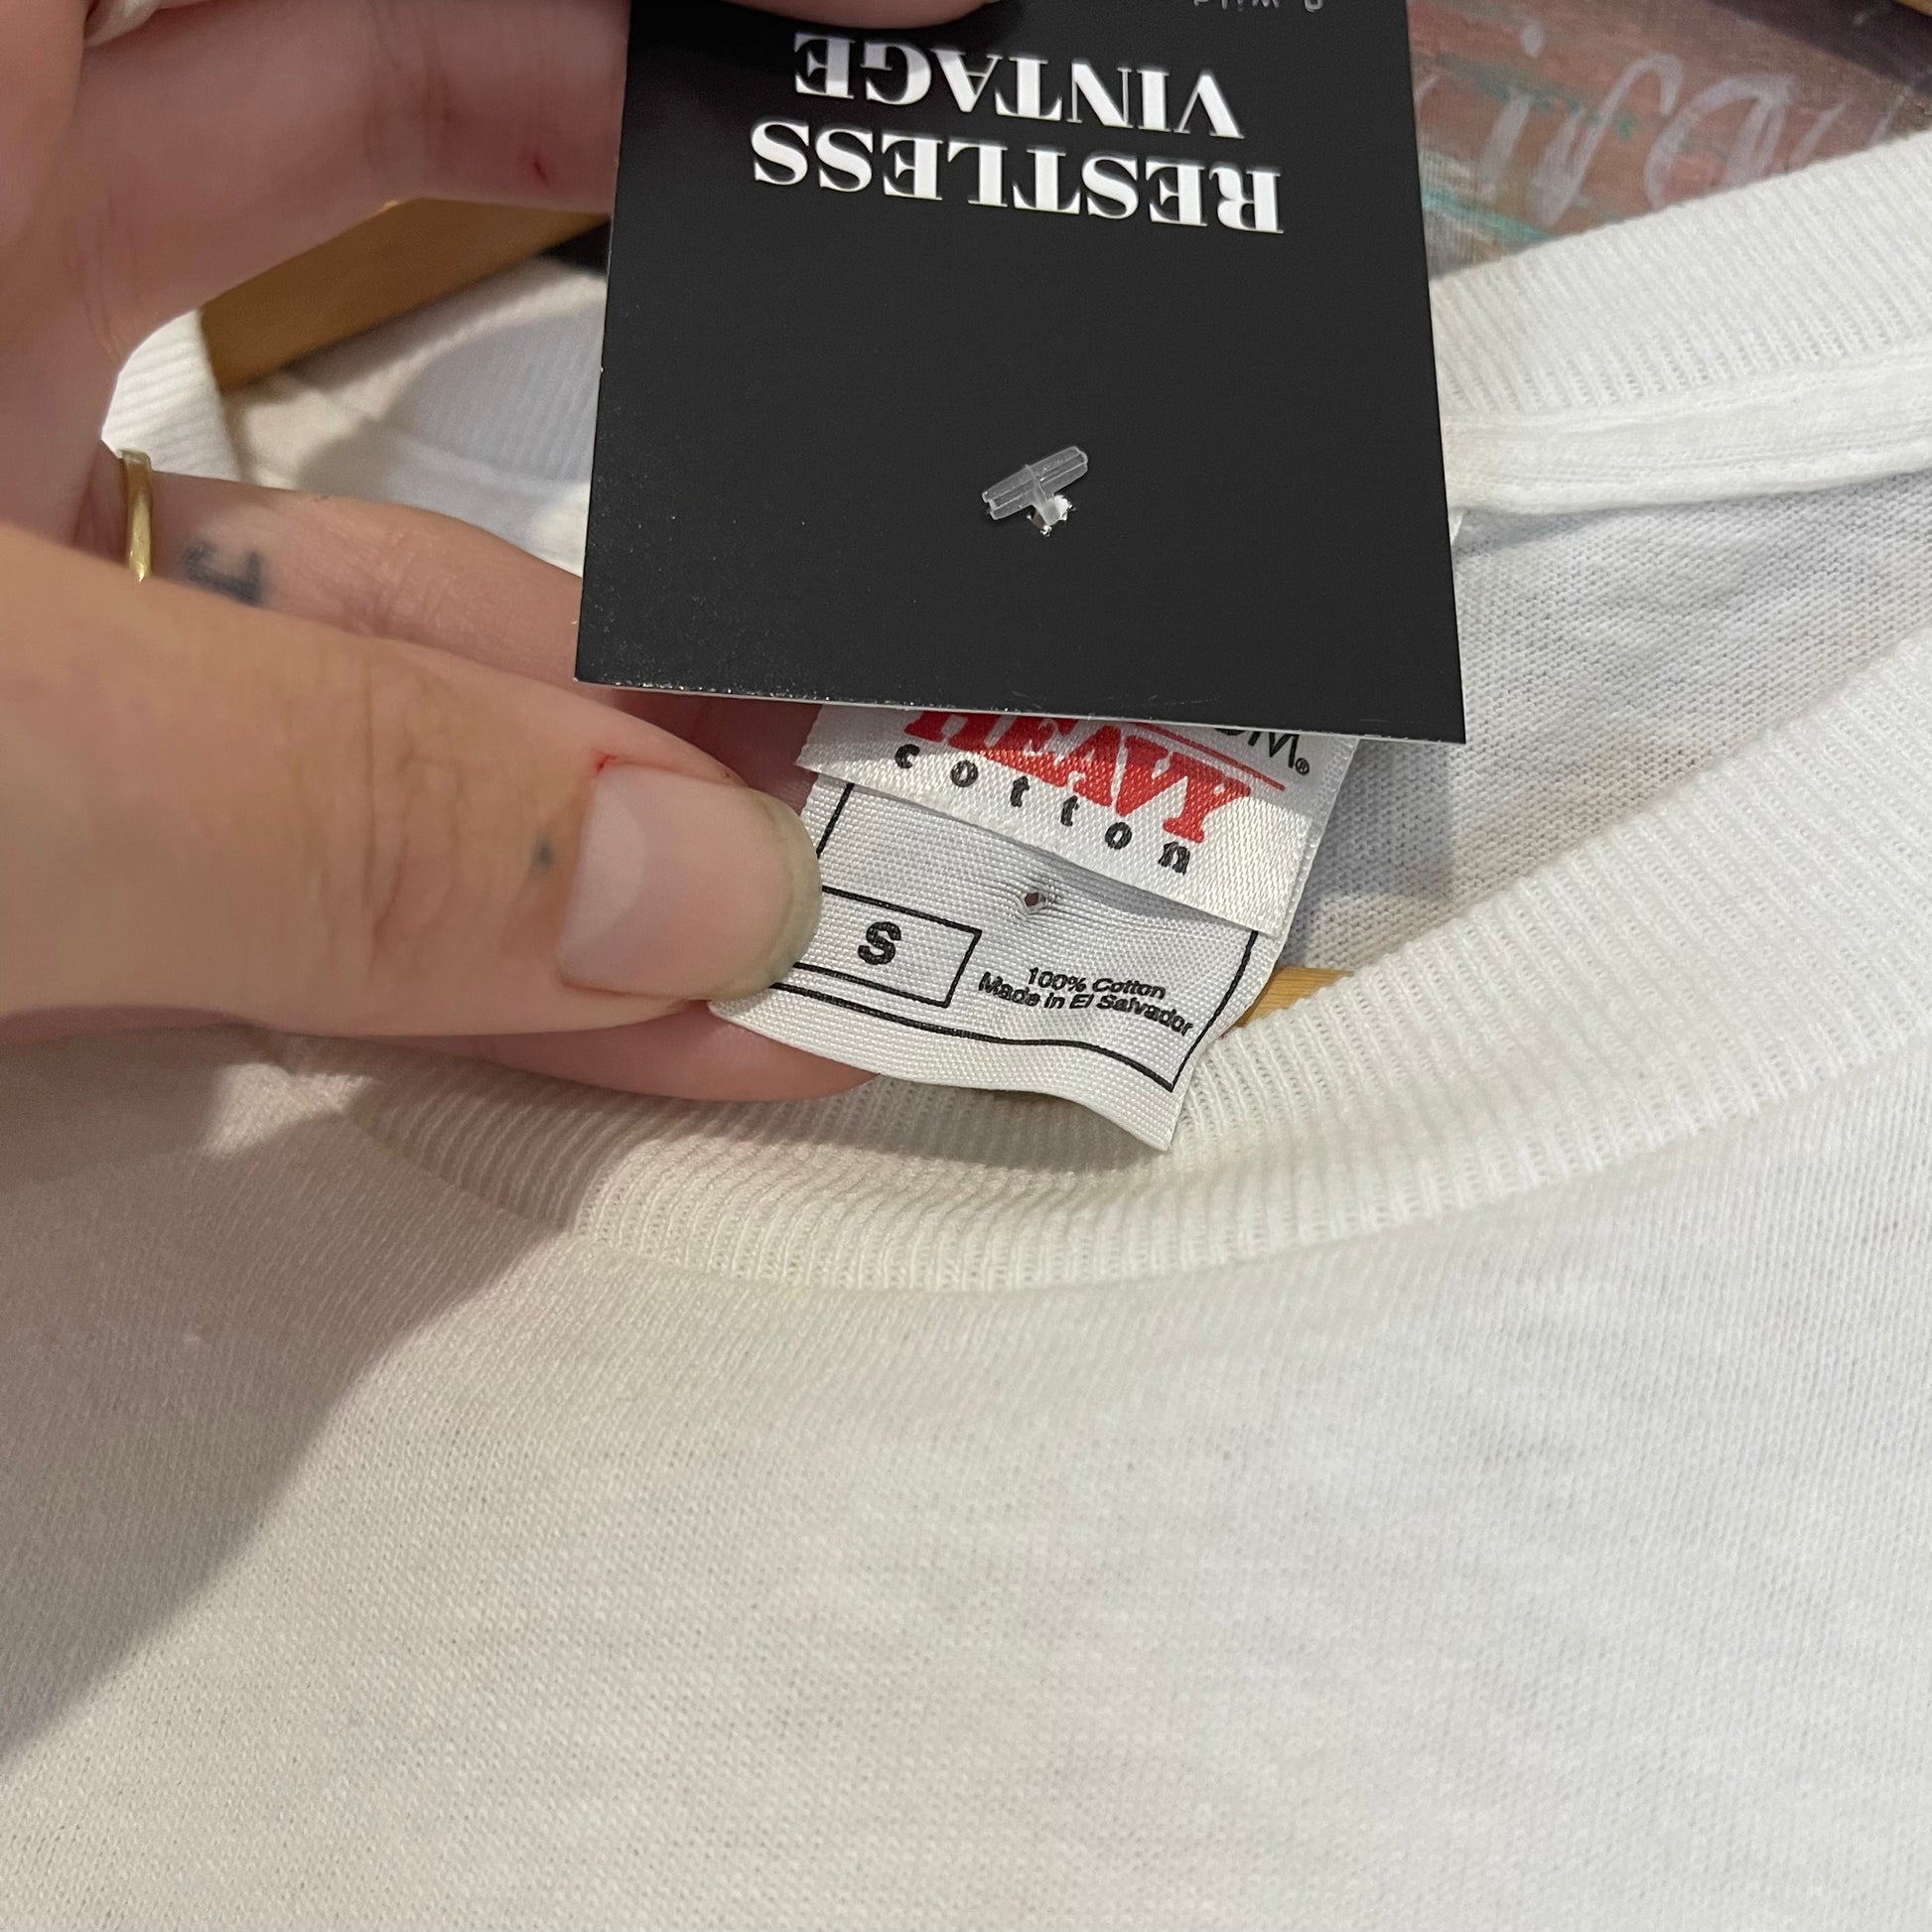 RESTLESS
VINTAGE
HEAVY
cotton
S
100% Cotton
Made in El Salvador